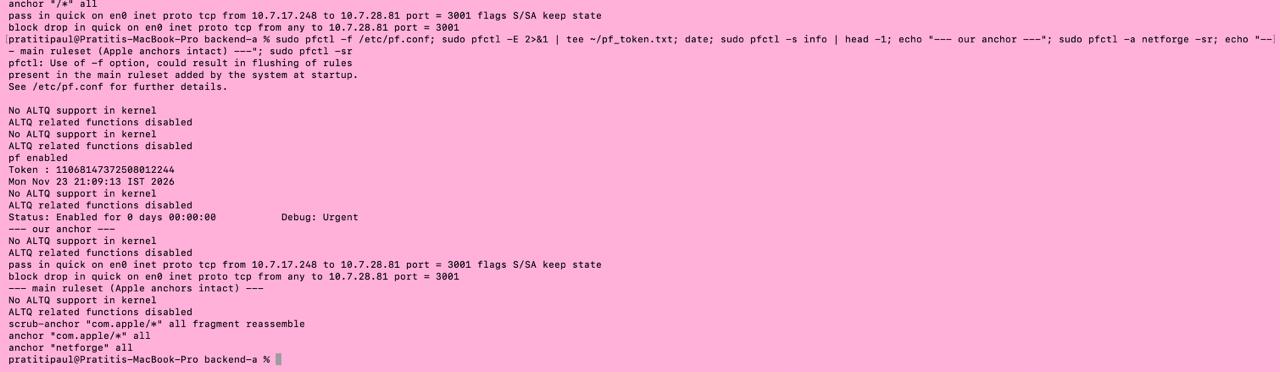 anchor "/*" all
pass in quick on en0 inet proto tcp from 10.7.17.248 to 10.7.28.81 port = 3001 flags S/SA keep state
block drop in quick on en0 inet proto tcp from any to 10.7.28.81 port = 3001
pratitipaul@Pratitis-MacBook-Pro backend-a % sudo pfctl -f /etc/pf.conf; sudo pfctl -E 2>&1 | tee ~/pf_token.txt; date; sudo pfctl -s info | head -1; echo "--- our anchor ---"; sudo pfctl -a netforge -sr; echo "--
- main ruleset (Apple anchors intact) ---"; sudo pfctl -sr
pfctl: Use of -f option, could result in flushing of rules
present in the main ruleset added by the system at startup.
See /etc/pf.conf for further details.
No ALTQ support in kernel
ALTQ related functions disabled
No ALTQ support in kernel
ALTQ related functions disabled
pf enabled
Token : 11068147372508012244
Mon Nov 23 21:09:13 IST 2026
No ALTQ support in kernel
ALTQ related functions disabled
Status: Enabled for 0 days 00:00:00 Debug: Urgent
--- our anchor ---
No ALTQ support in kernel
ALTQ related functions disabled
pass in quick on en0 inet proto tcp from 10.7.17.248 to 10.7.28.81 port = 3001 flags S/SA keep state
block drop in quick on en0 inet proto tcp from any to 10.7.28.81 port = 3001
--- main ruleset (Apple anchors intact) ---
No ALTQ support in kernel
ALTQ related functions disabled
scrub-anchor "com.apple/*" all fragment reassemble
anchor "com.apple/*" all
anchor "netforge" all
pratitipaul@Pratitis-MacBook-Pro backend-a %